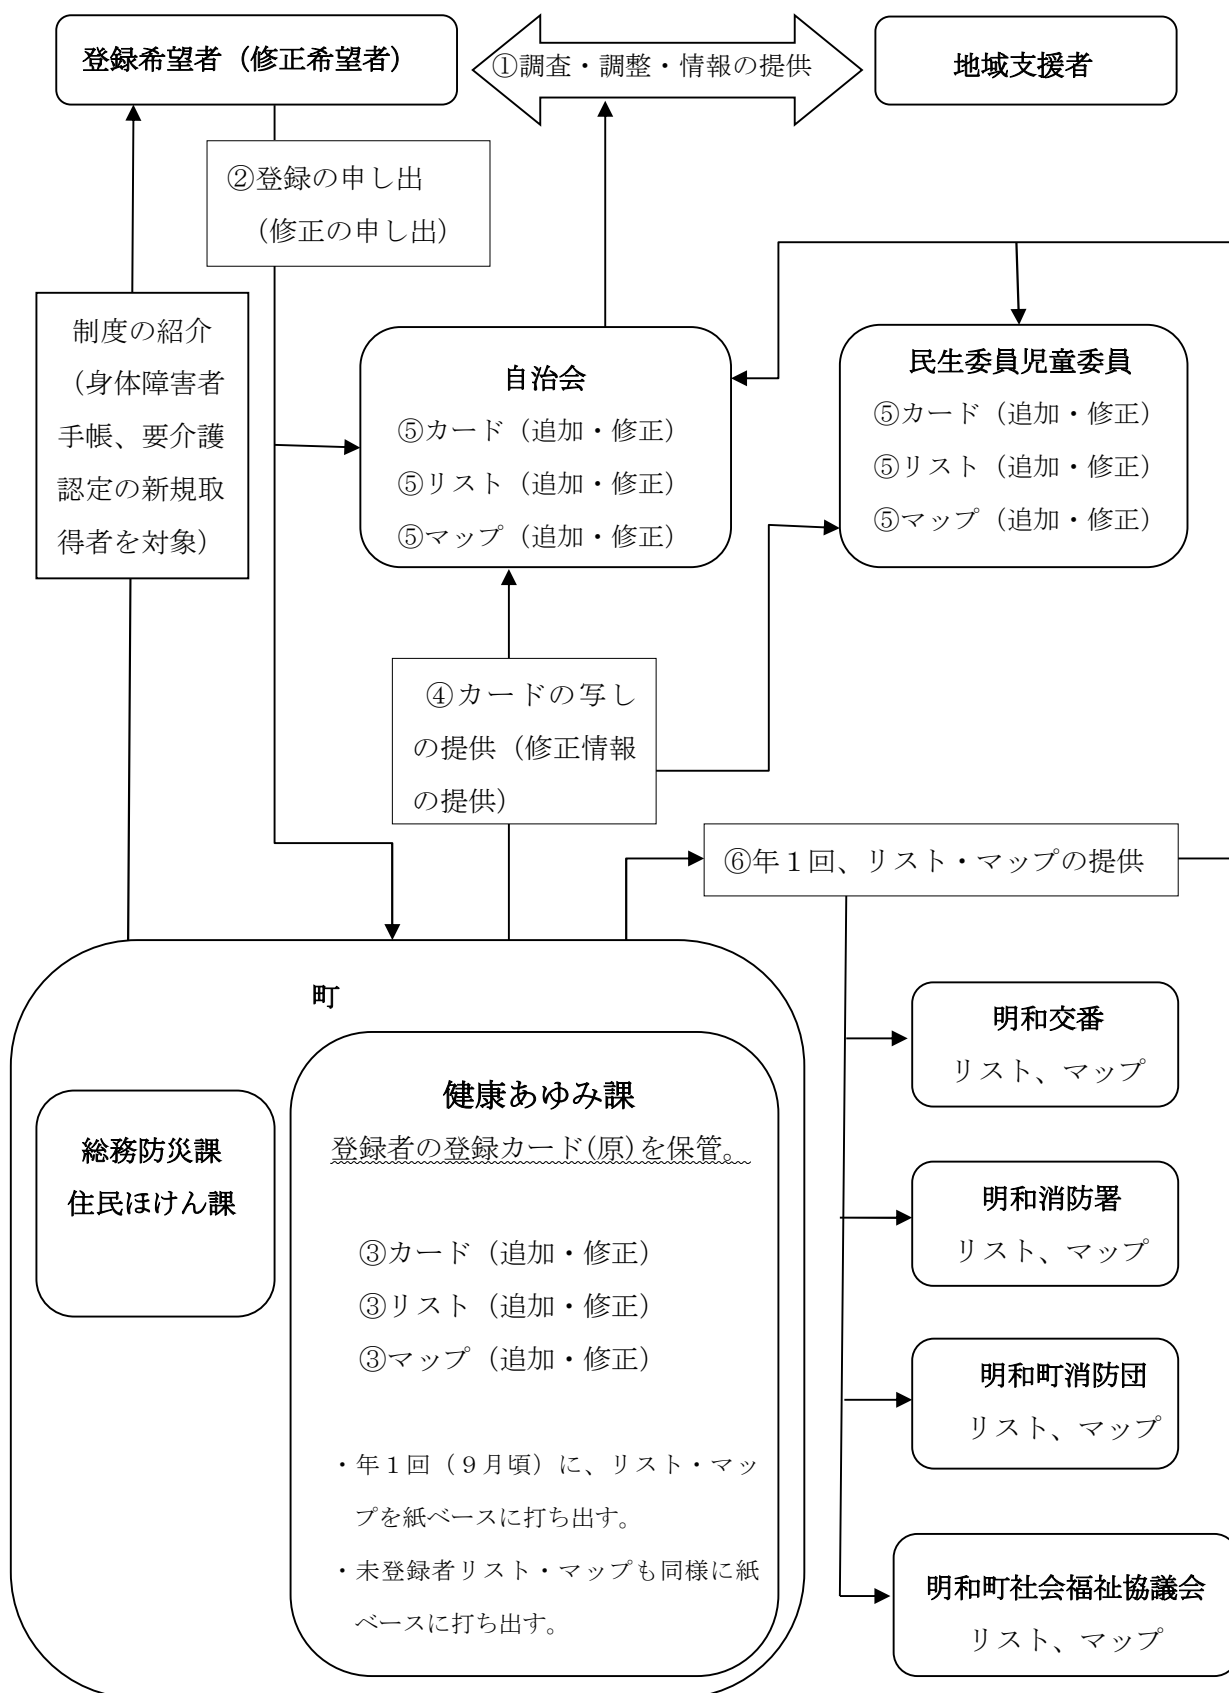 登録希望者（修正希望者）
①調査・調整・情報の提供
地域支援者
②登録の申し出
（修正の申し出）
制度の紹介
（身体障害者
手帳、要介護
認定の新規取
得者を対象）
自治会
⑤カード（追加・修正）
⑤リスト（追加・修正）
⑤マップ（追加・修正）
民生委員児童委員
⑤カード（追加・修正）
⑤リスト（追加・修正）
⑤マップ（追加・修正）
④カードの写し
の提供（修正情報
の提供）
⑥年１回、リスト・マップの提供
町
総務防災課
住民ほけん課
健康あゆみ課
登録者の登録カード(原)を保管。
③カード（追加・修正）
③リスト（追加・修正）
③マップ（追加・修正）
・年１回（９月頃）に、リスト・マッ
プを紙ベースに打ち出す。
・未登録者リスト・マップも同様に紙
ベースに打ち出す。
明和交番
リスト、マップ
明和消防署
リスト、マップ
明和町消防団
リスト、マップ
明和町社会福祉協議会
リスト、マップ